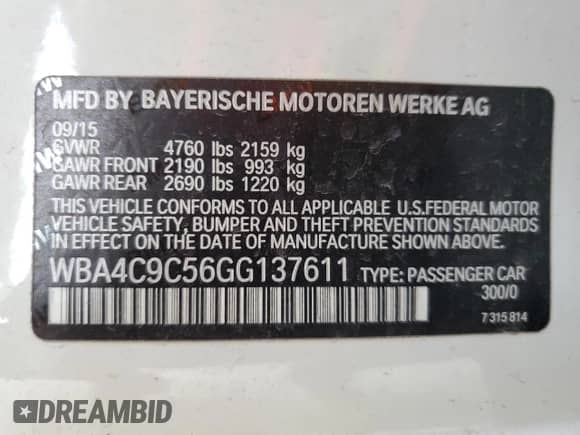 MFD BY BAYERISCHE MOTOREN WERKE AG
09/15
GVWR 4760 lbs 2159 kg
GAWR FRONT 2190 lbs 993 kg
GAWR REAR 2690 lbs 1220 kg
THIS VEHICLE CONFORMS TO ALL APPLICABLE U.S.FEDERAL MOTOR
VEHICLE SAFETY, BUMPER AND THEFT PREVENTION STANDARDS
IN EFFECT ON THE DATE OF MANUFACTURE SHOWN ABOVE.
WBA4C9C56GG137611 TYPE: PASSENGER CAR
300/0
7 315 814
DREAMBID